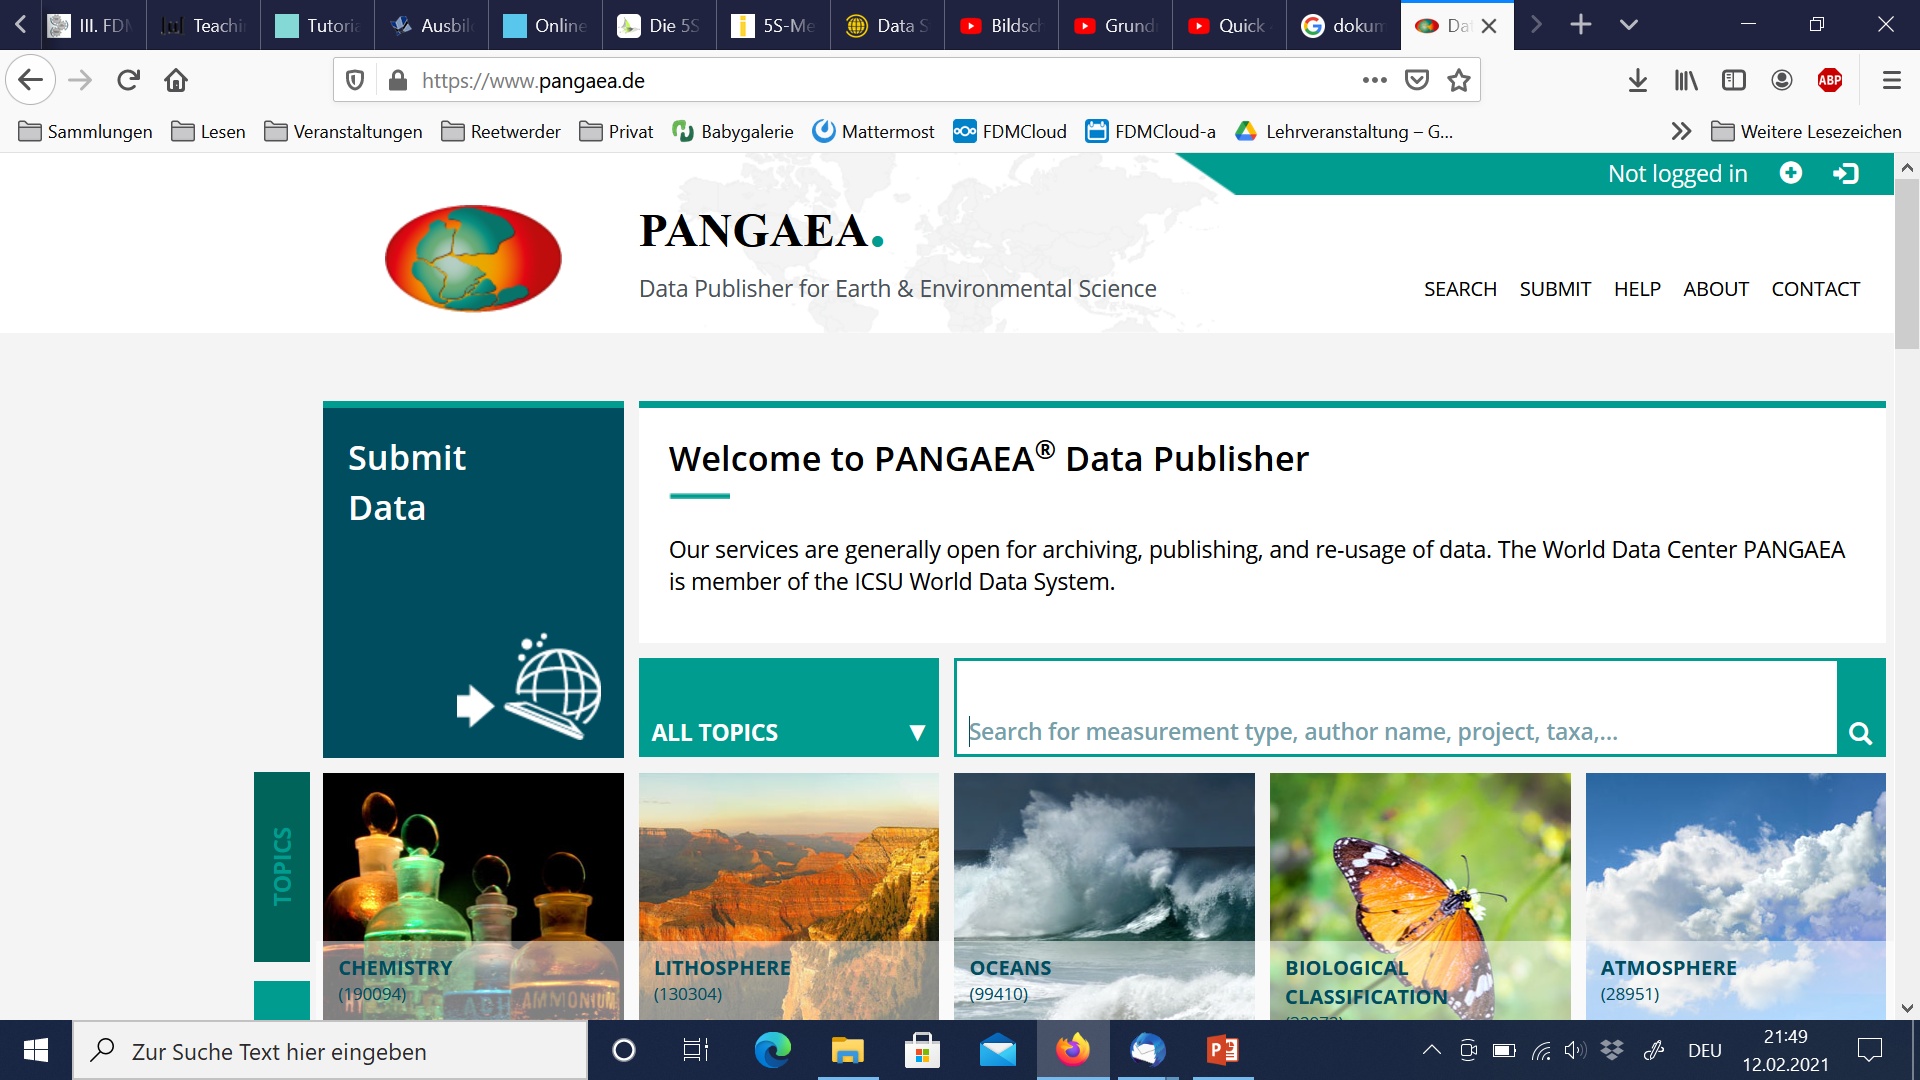 III. FDM
Teachi
Tutoria
Ausbil
Online
Die 5S
5S-Me
Data S
Bildsch
Grund
Quick
dokum
Dat
https://www.pangaea.de
ABP
Sammlungen
Lesen
Veranstaltungen
Reetwerder
Privat
Babygalerie
Mattermost
FDMCloud
FDMCloud-a
Lehrveranstaltung – G...
Weitere Lesezeichen
Not logged in
PANGAEA.
Data Publisher for Earth & Environmental Science
SEARCH SUBMIT HELP ABOUT CONTACT
Submit
Data
Welcome to PANGAEA® Data Publisher
Our services are generally open for archiving, publishing, and re-usage of data. The World Data Center PANGAEA
is member of the ICSU World Data System.
ALL TOPICS
Search for measurement type, author name, project, taxa,...
TOPICS
CHEMISTRY
(190094)
AMMONIUM
LITHOSPHERE
(130304)
OCEANS
(99410)
BIOLOGICAL
CLASSIFICATION
ATMOSPHERE
(28951)
Zur Suche Text hier eingeben
DEU
21:49
12.02.2021